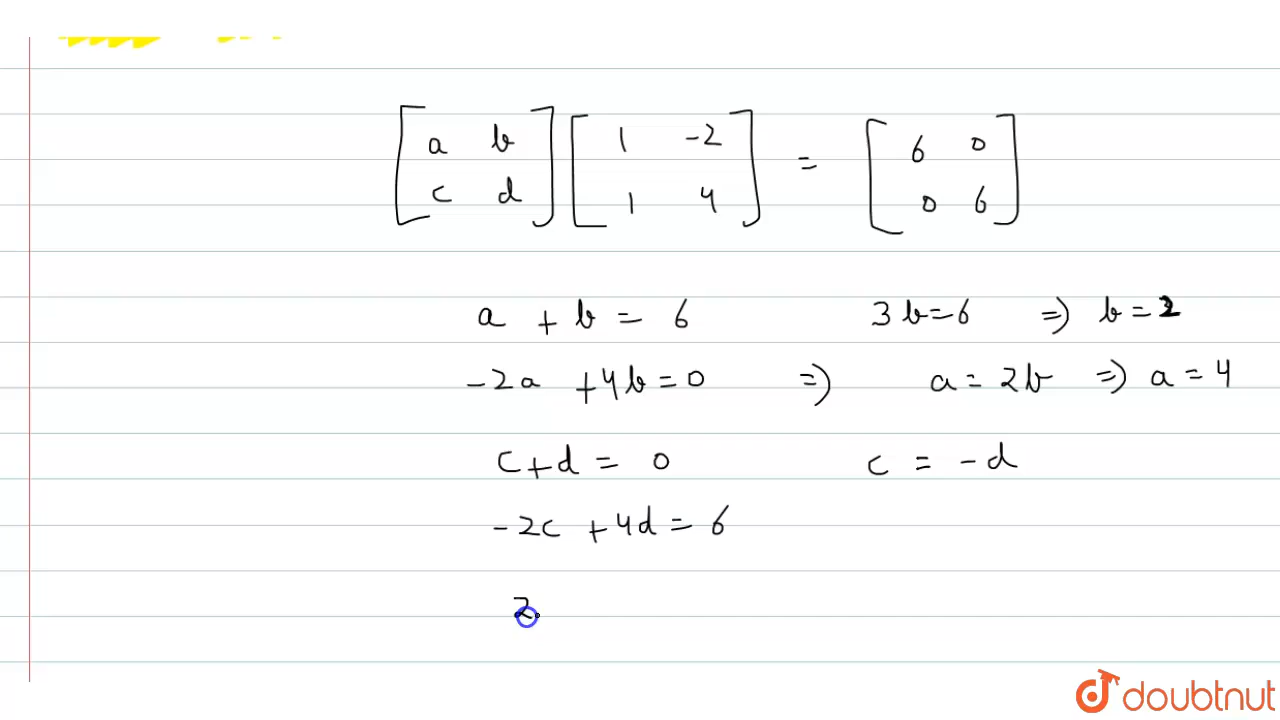 [a b] [1 -2] = [6 0]
[c d] [1 4] [0 6]
a + b = 6 3b=6 => b=2
-2a +4b=0 => a=2b => a=4
c+d = 0 c = -d
-2c +4d = 6
2
doubtnut